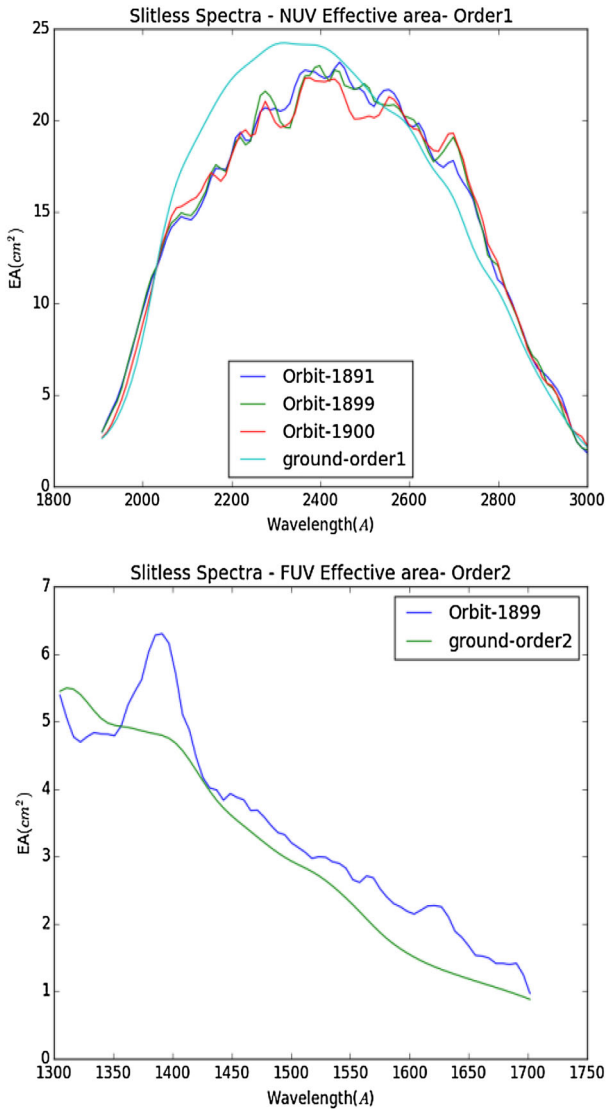 Slitless Spectra - NUV Effective area- Order1
25
20
15
10
5
0
EA(cm²)
Orbit-1891
Orbit-1899
Orbit-1900
ground-order1
1800 2000 2200 2400 2600 2800 3000
Wavelength(A)
Slitless Spectra - FUV Effective area- Order2
7
6
5
4
3
2
1
0
EA(cm²)
Orbit-1899
ground-order2
1300 1350 1400 1450 1500 1550 1600 1650 1700 1750
Wavelength(A)